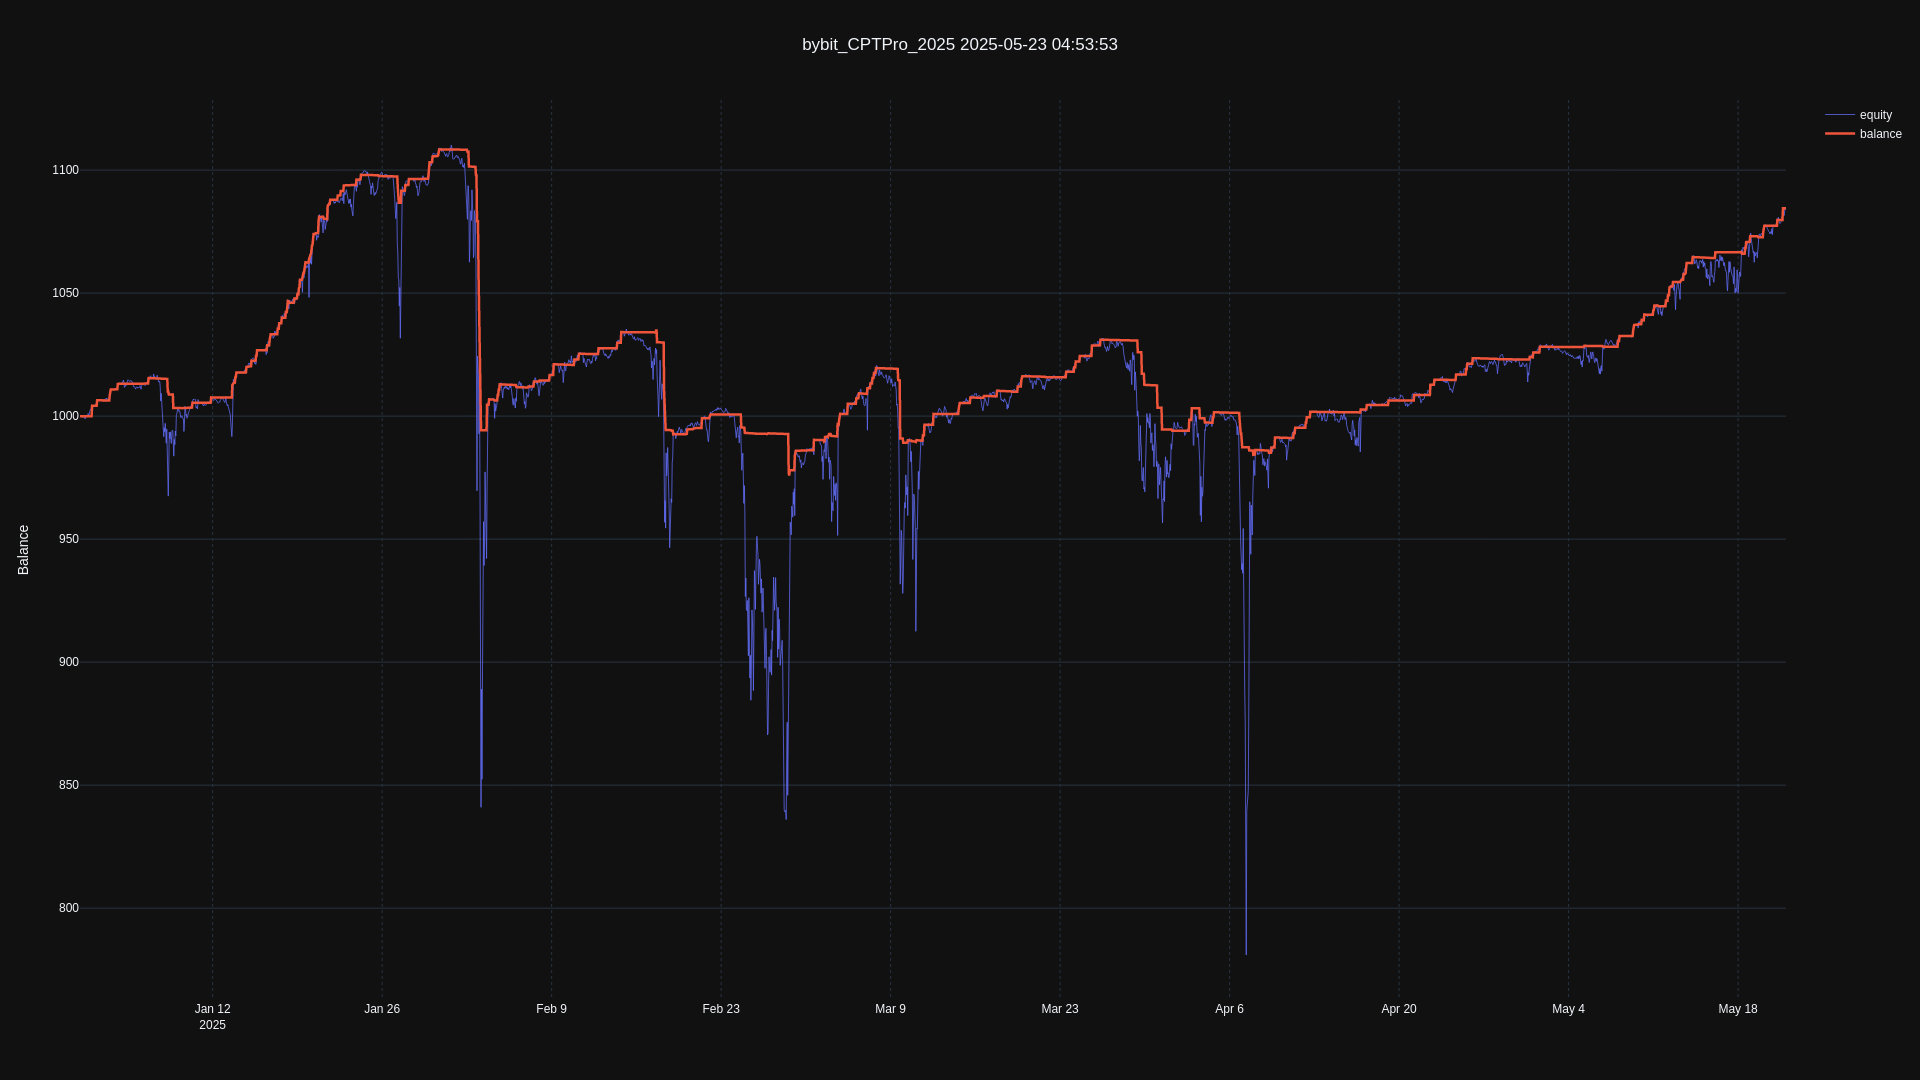 bybit_CPTPro_2025 2025-05-23 04:53:53
equity
balance
1100
1050
1000
950
900
850
800
Balance
Jan 12
2025
Jan 26
Feb 9
Feb 23
Mar 9
Mar 23
Apr 6
Apr 20
May 4
May 18